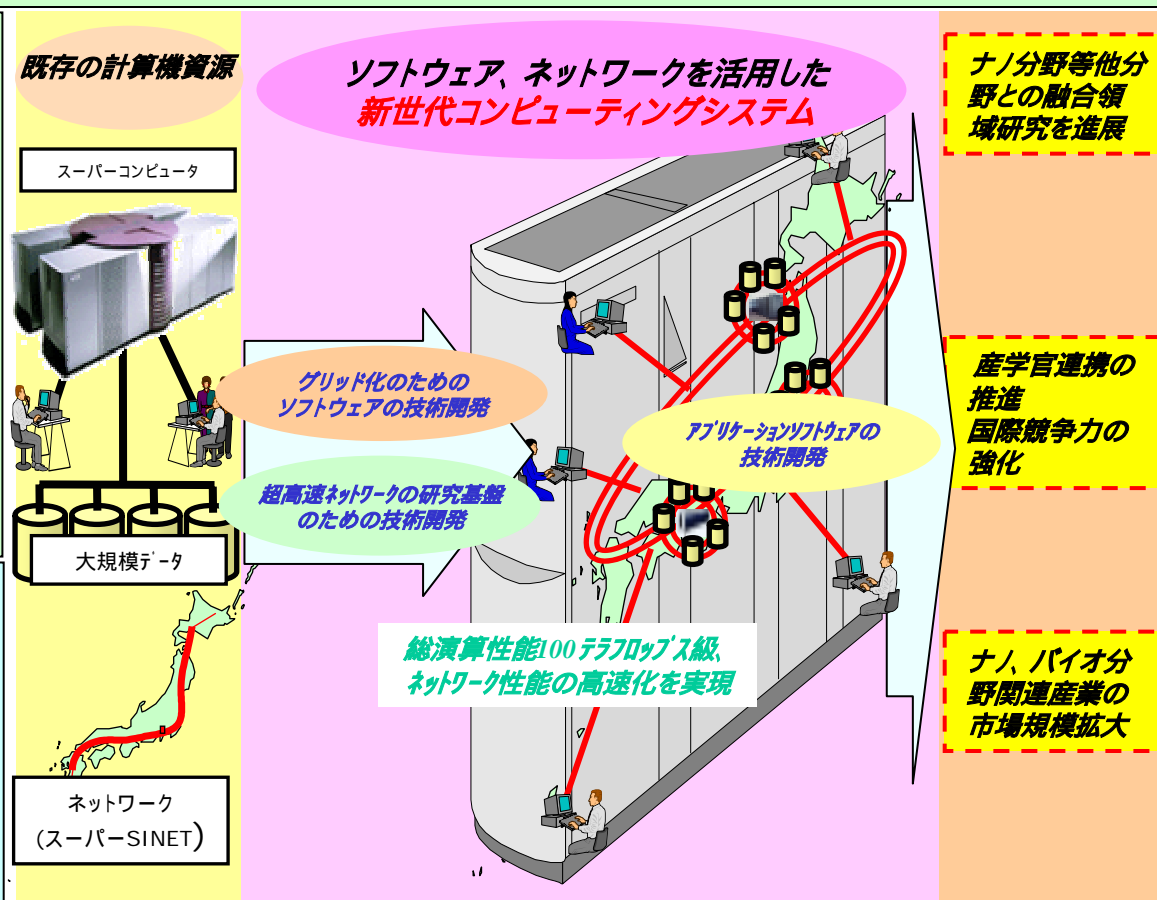 既存の計算機資源
スーパーコンピュータ
大規模データ
ネットワーク
(スーパーSINET)
ソフトウェア、ネットワークを活用した
新世代コンピューティングシステム
グリッド化のための
ソフトウェアの技術開発
超高速ネットワークの研究基盤
のための技術開発
アプリケーションソフトウェアの
技術開発
総演算性能100テラフロップス級、
ネットワーク性能の高速化を実現
ナノ分野等他分
野との融合領
域研究を進展
産学官連携の
推進
国際競争力の
強化
ナノ、バイオ分
野関連産業の
市場規模拡大